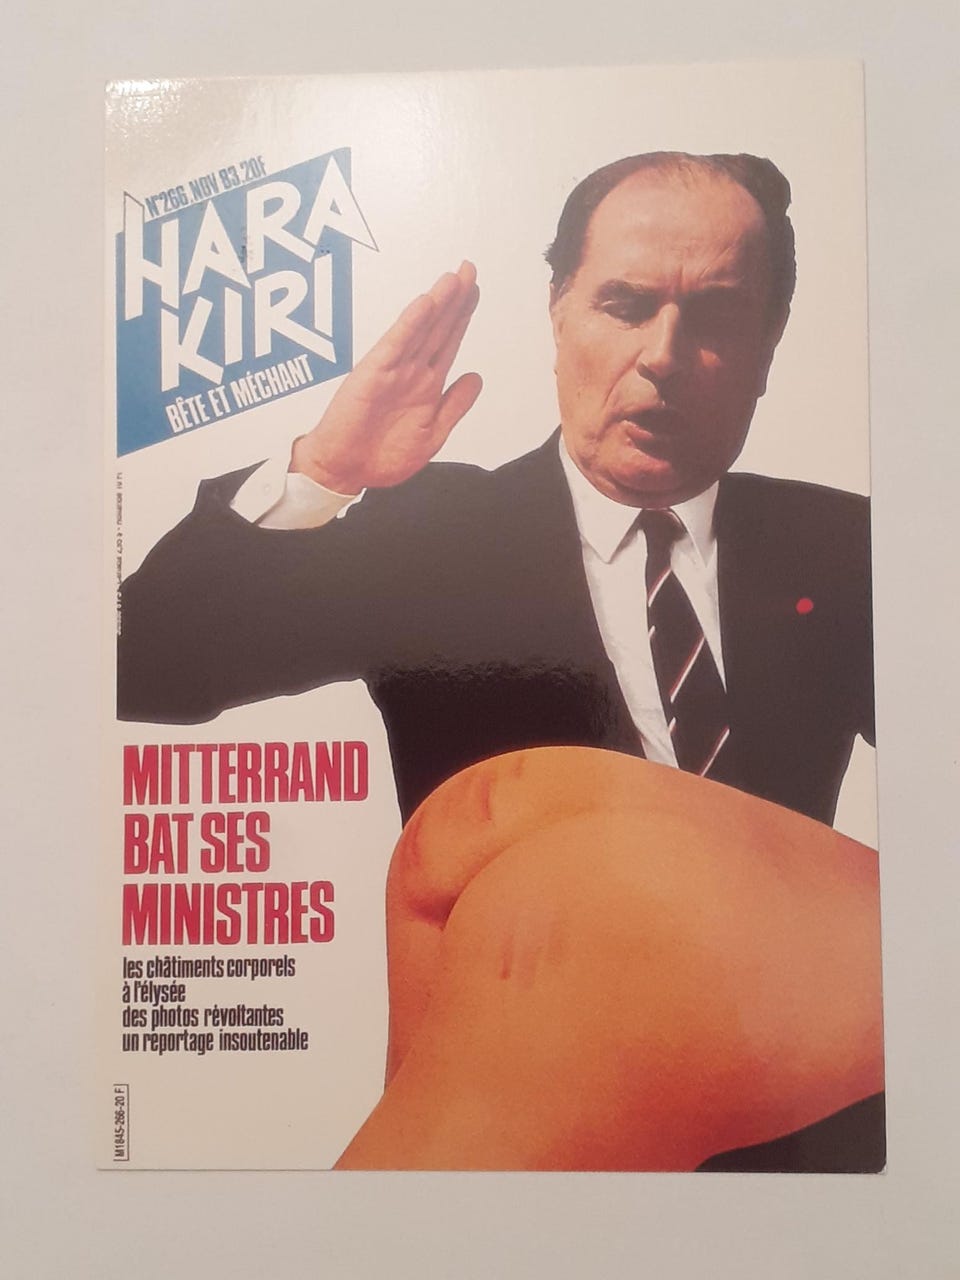 N°266.NOV 83.20F
HARA
KIRI
BÊTE ET MÉCHANT
MITTERRAND
BAT SES
MINISTRES
les châtiments corporels
à l'élysée
des photos révoltantes
un reportage insoutenable
M1845-266-20 F